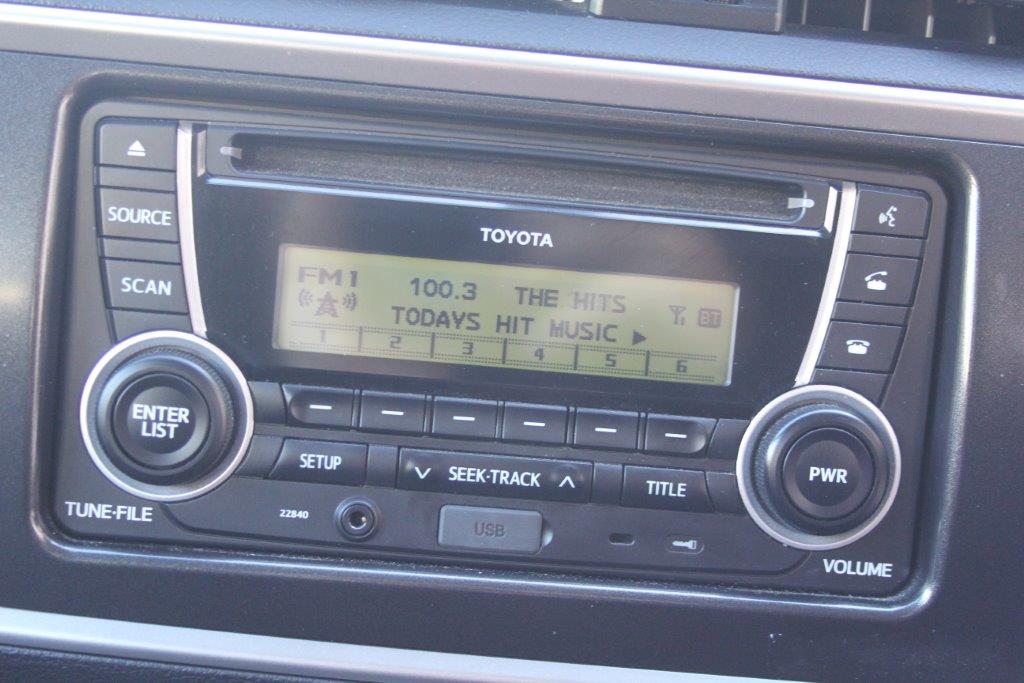 SOURCE
SCAN
TOYOTA
FM1 100.3 THE HITS BT
TODAYS HIT MUSIC ▶
1 2 3 4 5 6
ENTER
LIST
SETUP
SEEK·TRACK
TITLE
PWR
TUNE·FILE
22840
USB
VOLUME